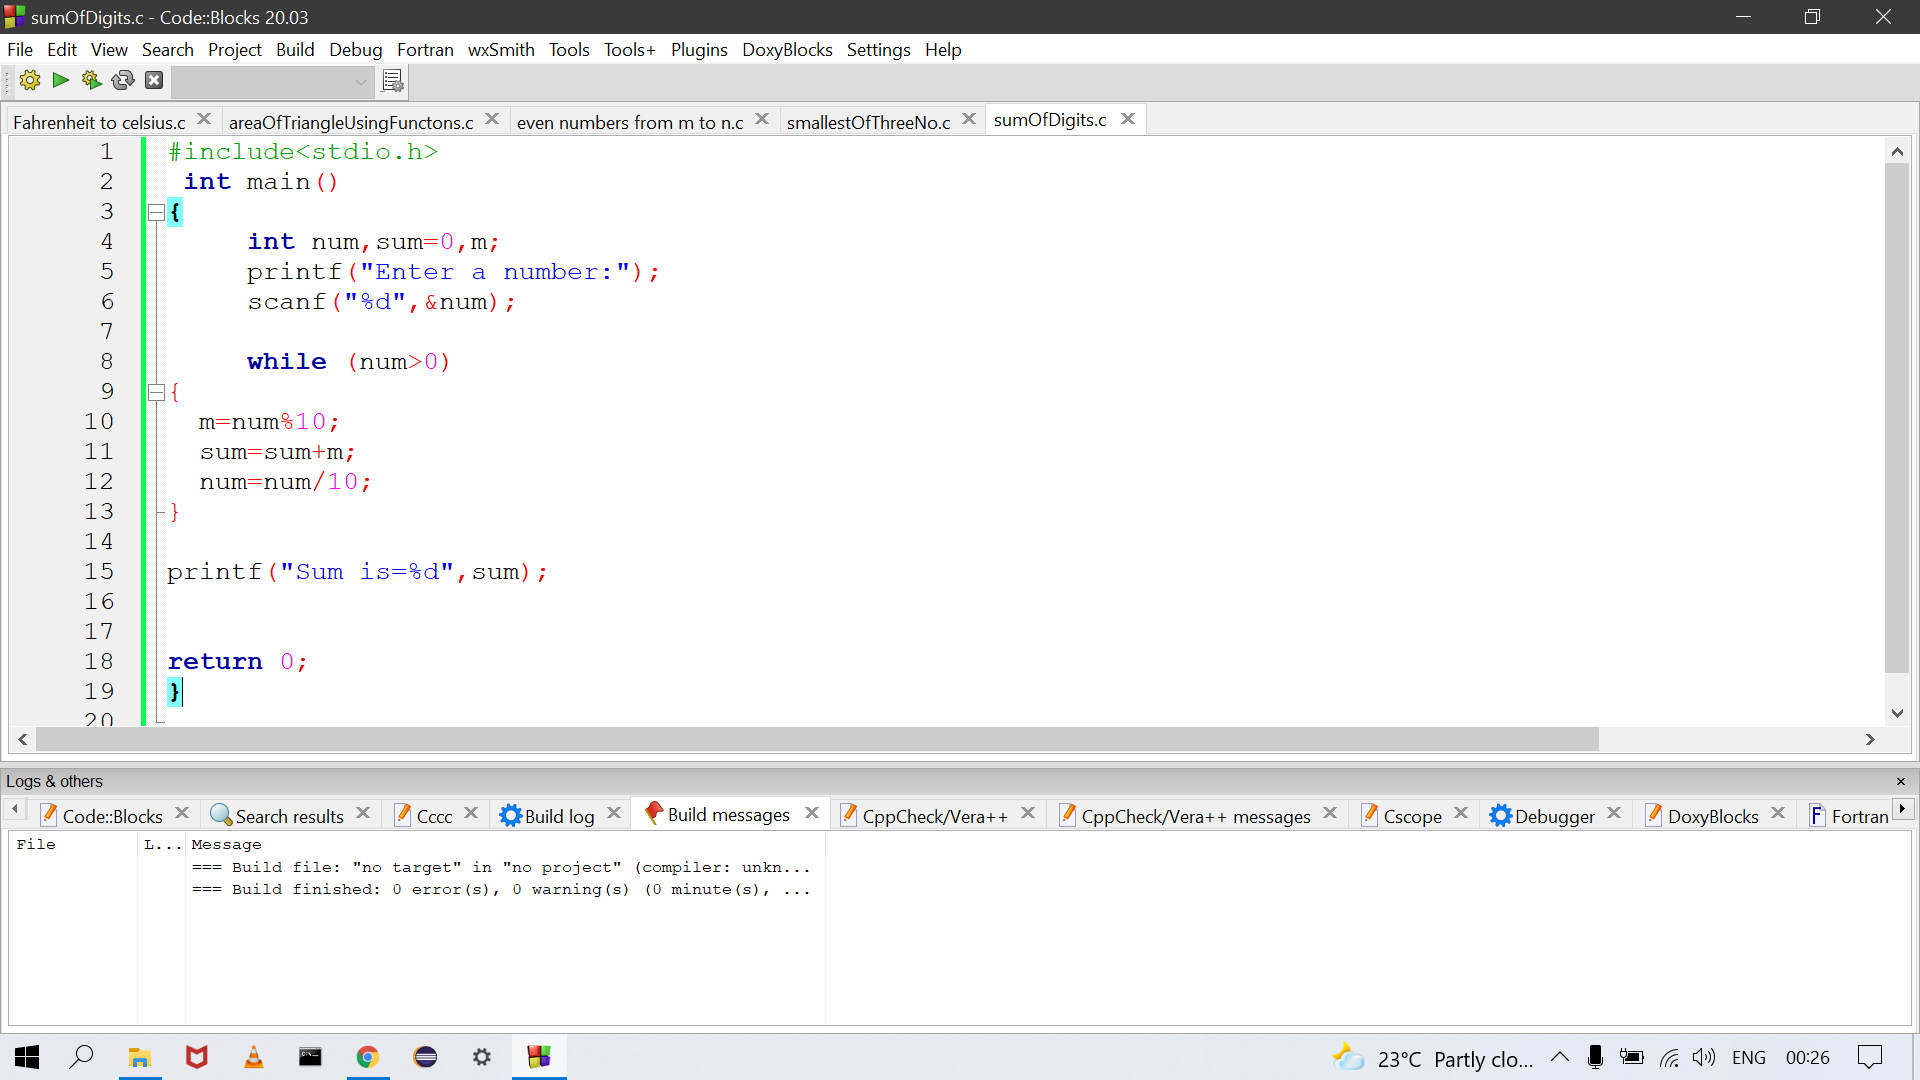 sumOfDigits.c - Code::Blocks 20.03
File Edit View Search Project Build Debug Fortran wxSmith Tools Tools+ Plugins DoxyBlocks Settings Help
Fahrenheit to celsius.c areaOfTriangleUsingFunctons.c even numbers from m to n.c smallestOfThreeNo.c sumOfDigits.c
1 #include<stdio.h>
2 int main()
3 {
4 int num,sum=0,m;
5 printf("Enter a number:");
6 scanf("%d",&num);
7
8 while (num>0)
9 {
10 m=num%10;
11 sum=sum+m;
12 num=num/10;
13 }
14
15 printf("Sum is=%d",sum);
16
17
18 return 0;
19 }
20
Logs & others
Code::Blocks Search results Cccc Build log Build messages CppCheck/Vera++ CppCheck/Vera++ messages Cscope Debugger DoxyBlocks Fortran
File L... Message
=== Build file: "no target" in "no project" (compiler: unkn...
=== Build finished: 0 error(s), 0 warning(s) (0 minute(s), ...
23°C Partly clo... ENG 00:26